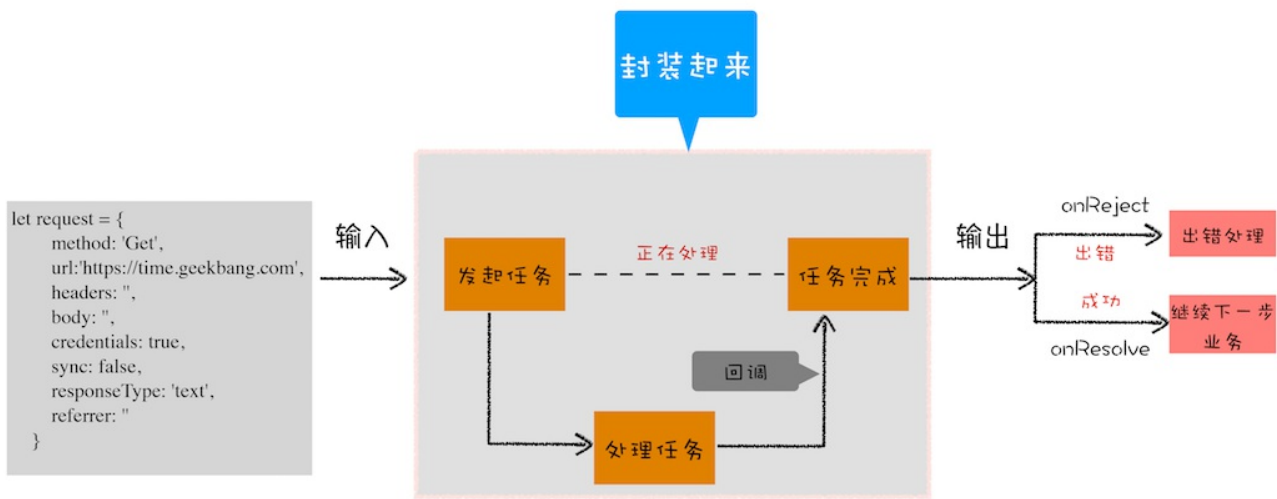 封装起来
let request = {
method: 'Get',
url:'https://time.geekbang.com',
headers: '',
body: '',
credentials: true,
sync: false,
responseType: 'text',
referrer: ''
}
输入
发起任务
正在处理
任务完成
回调
处理任务
输出
onReject
出错
出错处理
成功
onResolve
继续下一步
业务